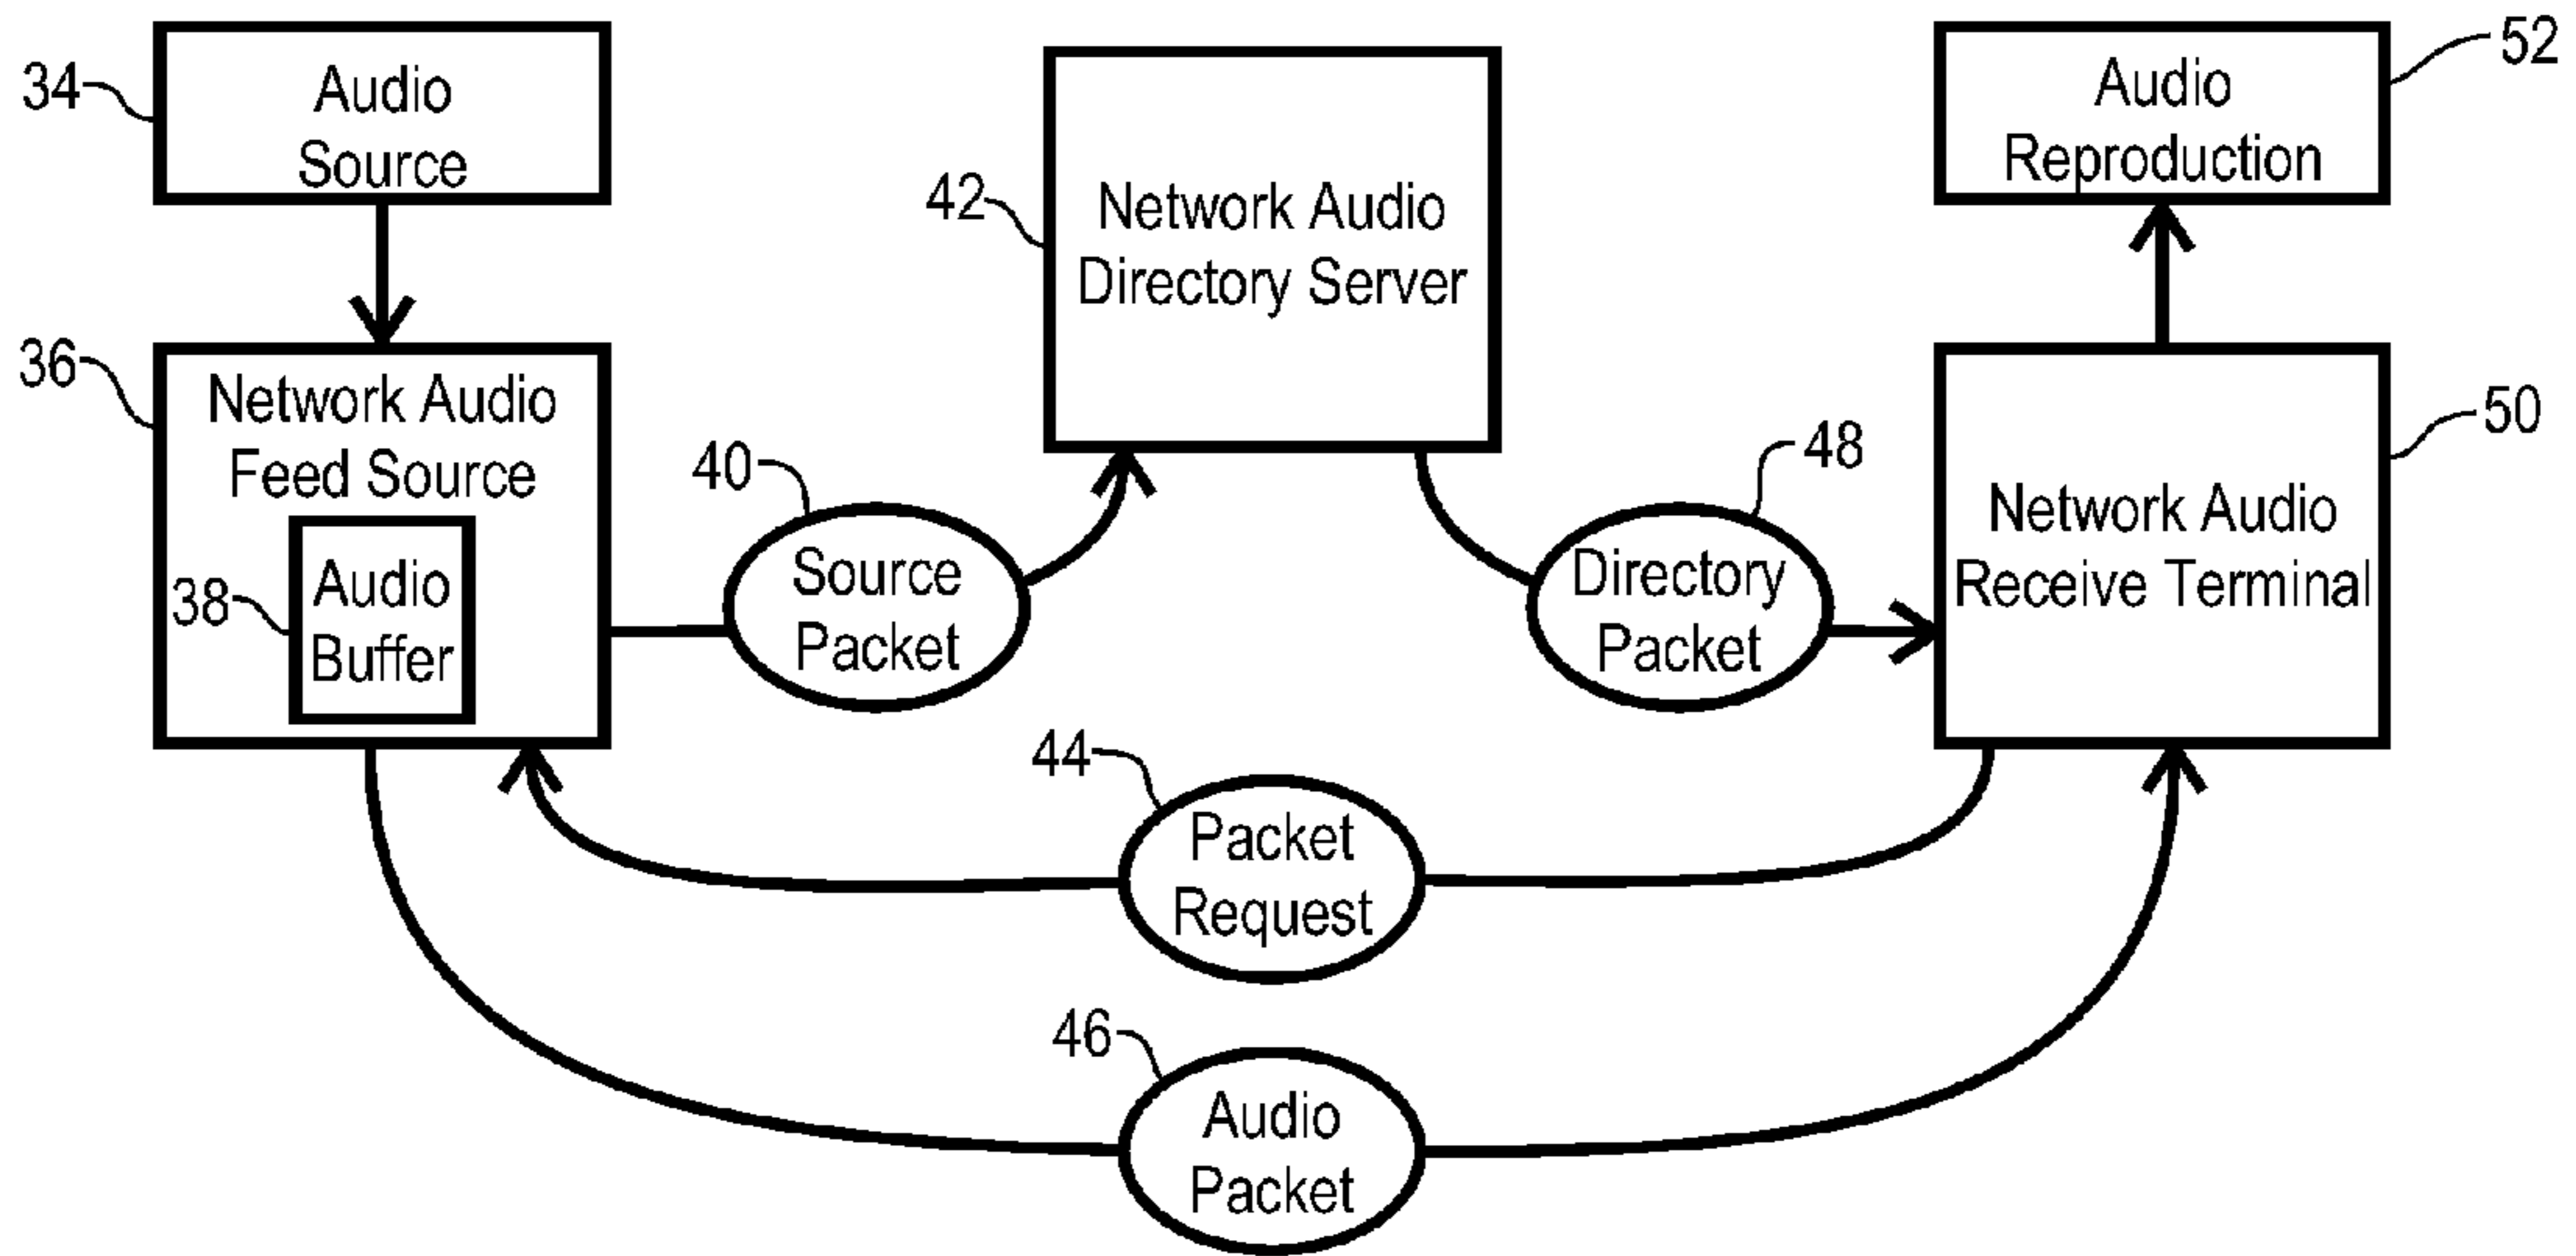 34
Audio
Source
42
Network Audio
Directory Server
52
Audio
Reproduction
36
Network Audio
Feed Source
38
Audio
Buffer
40
Source
Packet
48
Directory
Packet
50
Network Audio
Receive Terminal
44
Packet
Request
46
Audio
Packet